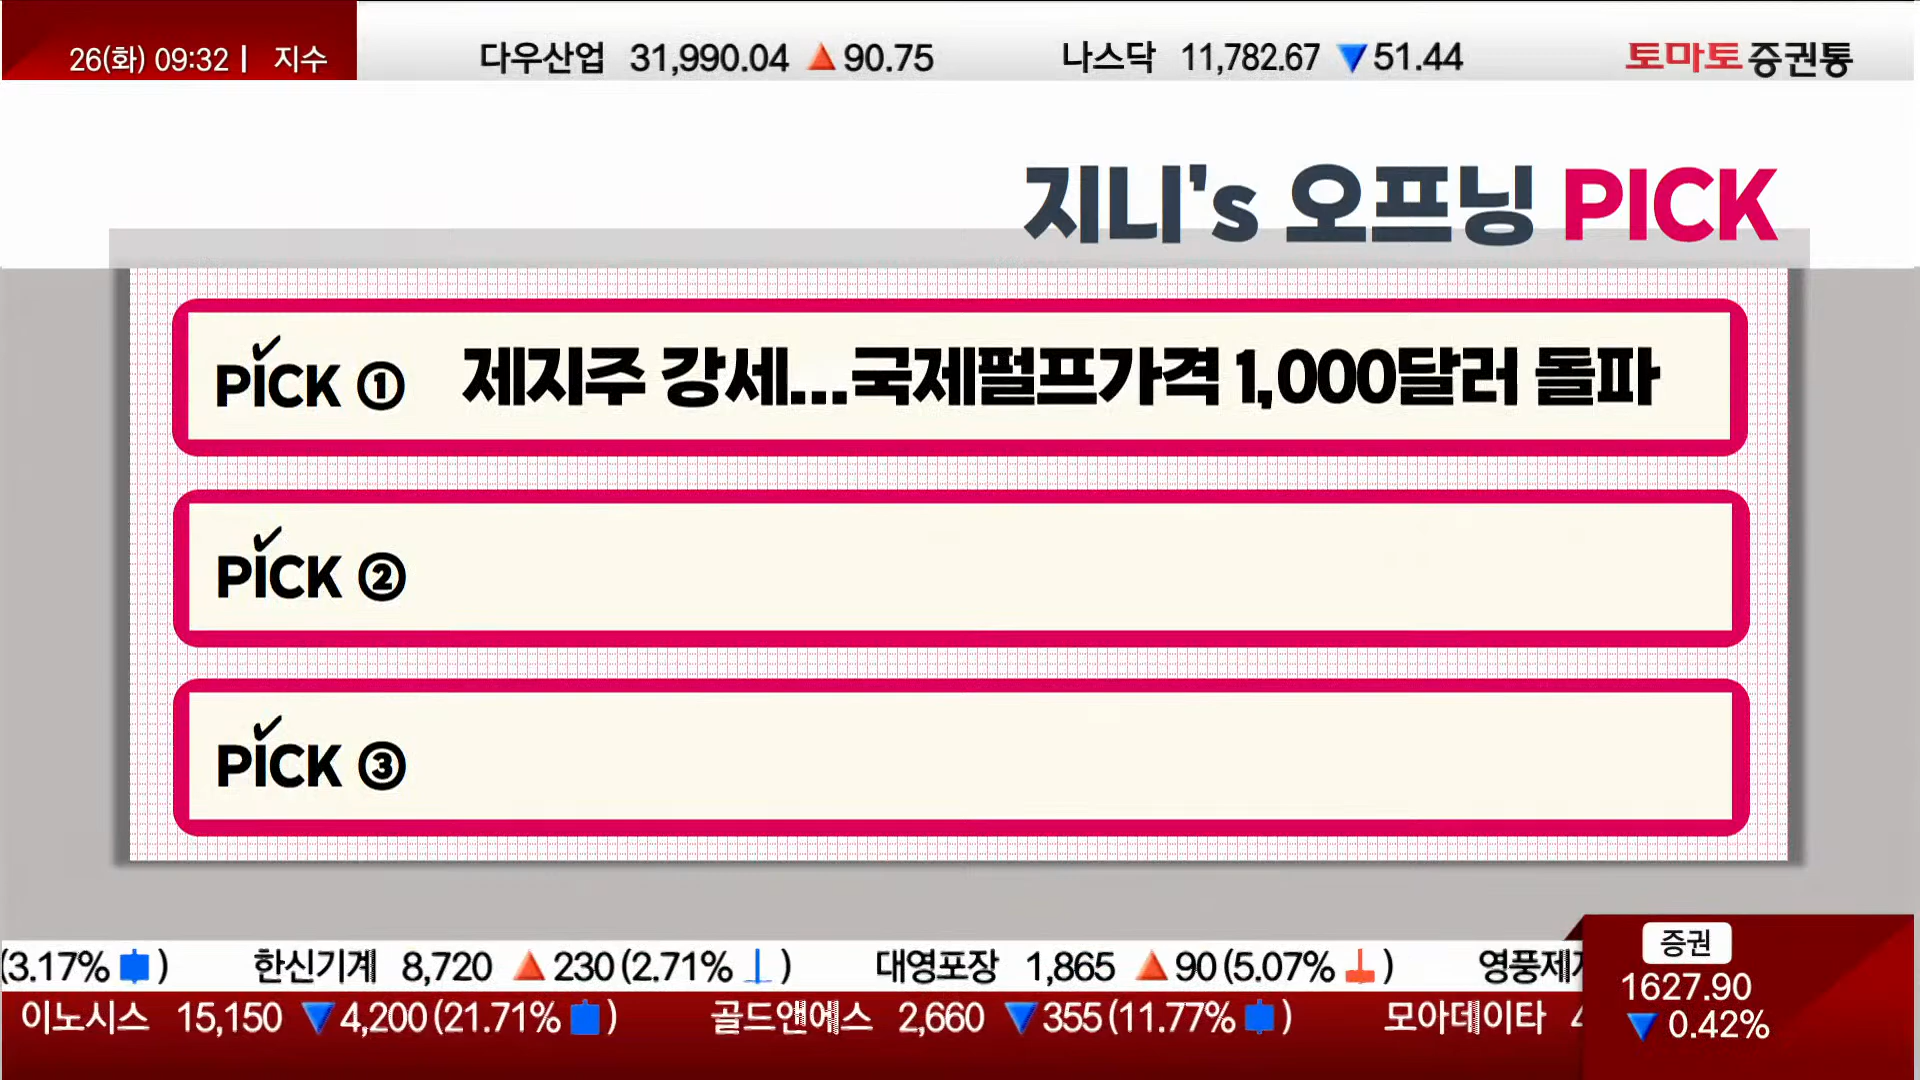 26(화) 09:32 | 지수 다우산업 31,990.04 ▲90.75 나스닥 11,782.67 ▼51.44 토마토증권통
지니's 오프닝 PICK
PICK ① 제지주 강세...국제펄프가격 1,000달러 돌파
PICK ②
PICK ③
(3.17% ) 한신기계 8,720 ▲230(2.71% ) 대영포장 1,865 ▲90(5.07% )
이노시스 15,150 ▼4,200(21.71% ) 골드앤에스 2,660 ▼355(11.77% ) 모아데이타
증권
1627.90
▼ 0.42%